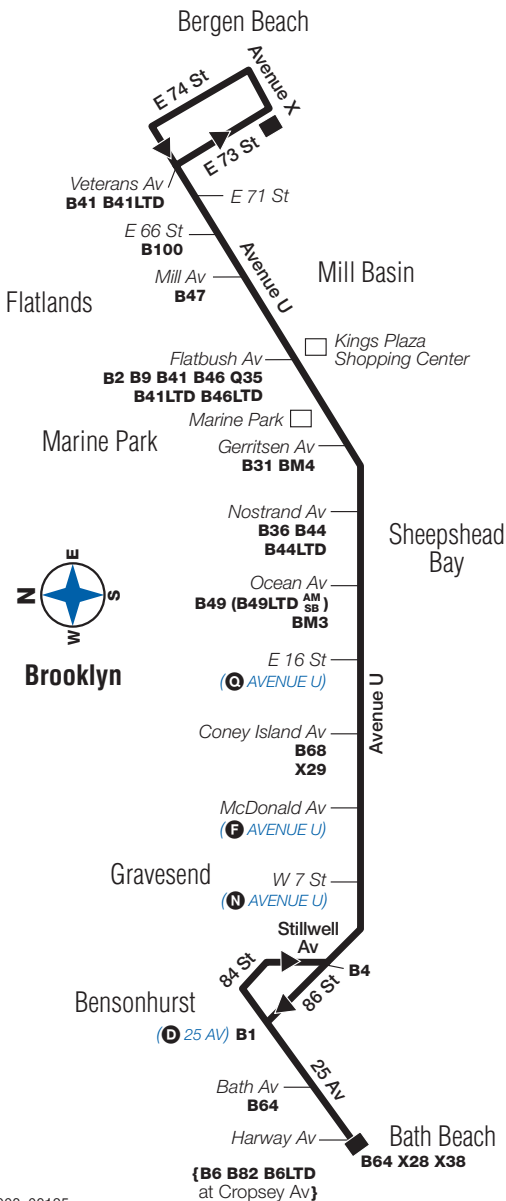 Bergen Beach
E 74 St
Avenue X
E 73 St
Veterans Av
B41 B41LTD
E 71 St
E 66 St
B100
Avenue U
Mill Av
B47
Mill Basin
Flatlands
Kings Plaza
Shopping Center
Flatbush Av
B2 B9 B41 B46 Q35
B41LTD B46LTD
Marine Park
Marine Park
Gerritsen Av
B31 BM4
Nostrand Av
B36 B44
B44LTD
Sheepshead
Bay
Ocean Av
B49 (B49LTD AM SB)
BM3
E
N
S
W
Brooklyn
E 16 St
(Q AVENUE U)
Avenue U
Coney Island Av
B68
X29
McDonald Av
(F AVENUE U)
Gravesend
W 7 St
(N AVENUE U)
Stillwell
Av
84 St
B4
86 St
Bensonhurst
(D 25 AV) B1
25 Av
Bath Av
B64
Harway Av
Bath Beach
B64 X28 X38
{B6 B82 B6LTD
at Cropsey Av}